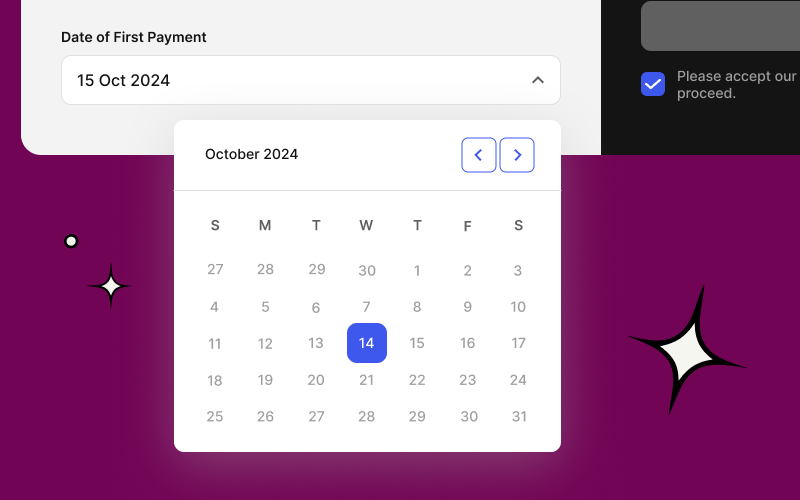 Date of First Payment
15 Oct 2024
Please accept our
proceed.
October 2024
S M T W T F S
27 28 29 30 1 2 3
4 5 6 7 8 9 10
11 12 13 14 15 16 17
18 19 20 21 22 23 24
25 26 27 28 29 30 31